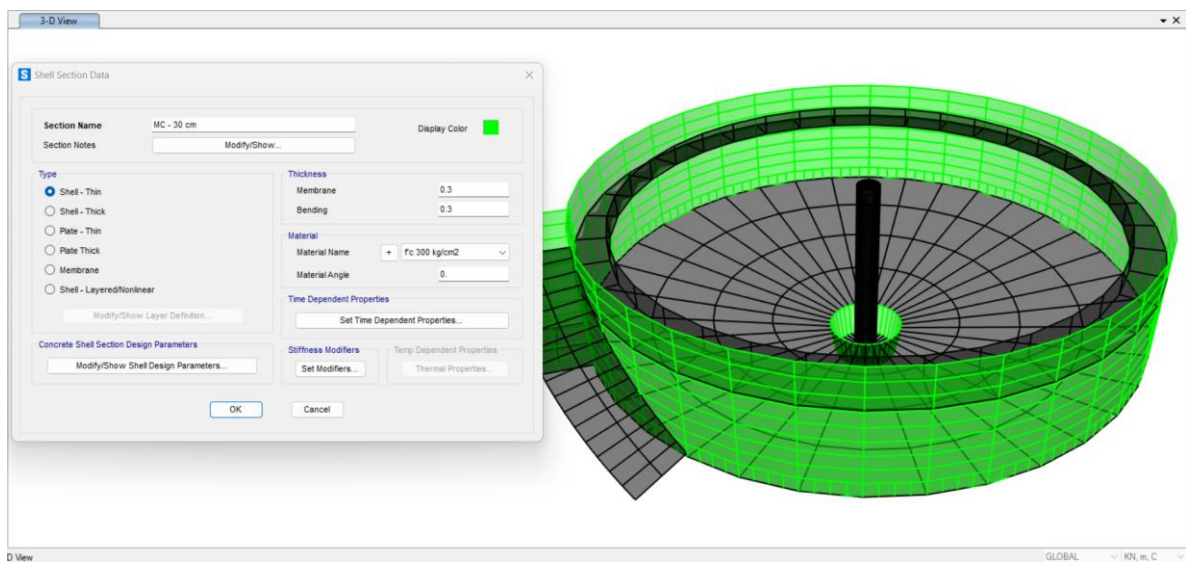 3-D View
Shell Section Data
Section Name
MC - 30 cm
Display Color
Section Notes
Modify/Show...
Type
Shell - Thin
Shell - Thick
Plate - Thin
Plate Thick
Membrane
Shell - Layered/Nonlinear
Modify/Show Layer Definition...
Thickness
Membrane
0.3
Bending
0.3
Material
Material Name
+
f'c 300 kg/cm2
Material Angle
0.
Time Dependent Properties
Set Time Dependent Properties...
Concrete Shell Section Design Parameters
Modify/Show Shell Design Parameters...
Stiffness Modifiers
Set Modifiers...
Temp Dependent Properties
Thermal Properties...
OK
Cancel
D View
GLOBAL
KN, m, C